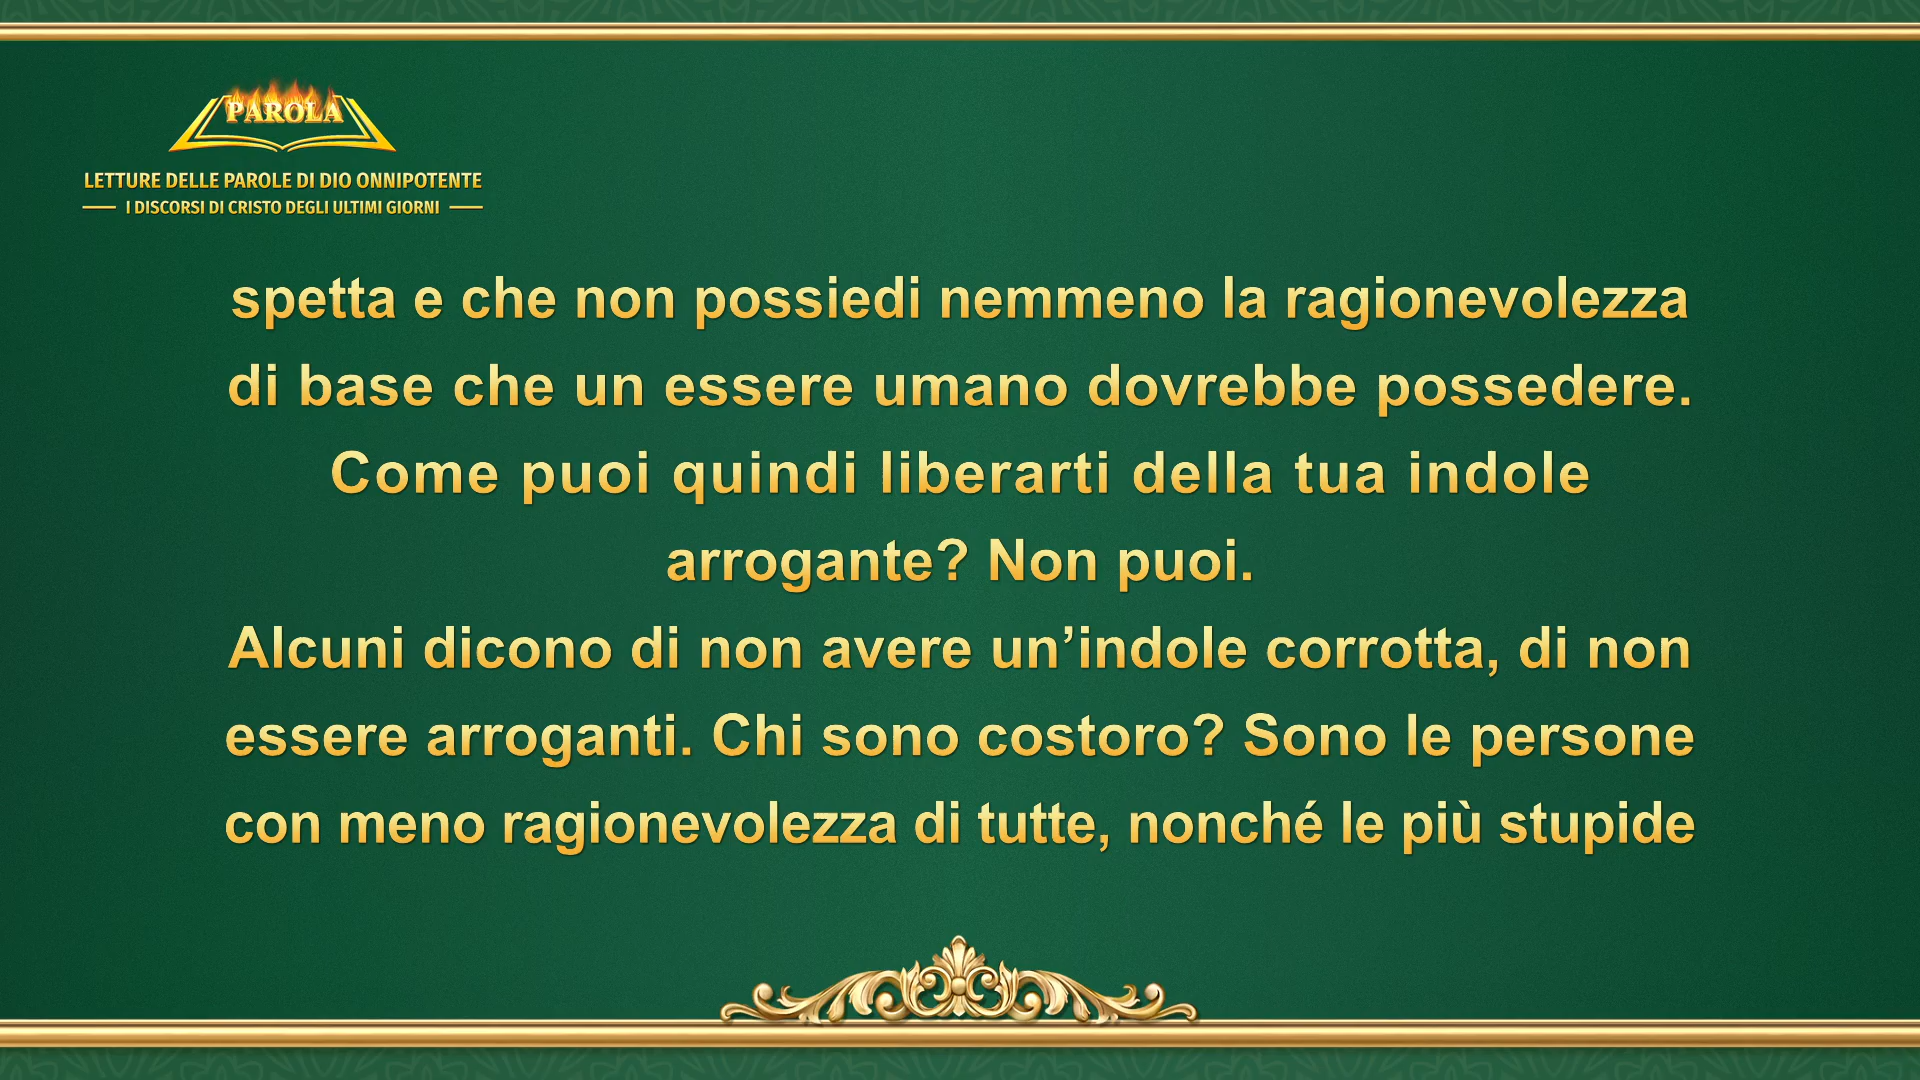 PAROLA
LETTURE DELLE PAROLE DI DIO ONNIPOTENTE
I DISCORSI DI CRISTO DEGLI ULTIMI GIORNI
spetta e che non possiedi nemmeno la ragionevolezza
di base che un essere umano dovrebbe possedere.
Come puoi quindi liberarti della tua indole
arrogante? Non puoi.
Alcuni dicono di non avere un’indole corrotta, di non
essere arroganti. Chi sono costoro? Sono le persone
con meno ragionevolezza di tutte, nonché le più stupide